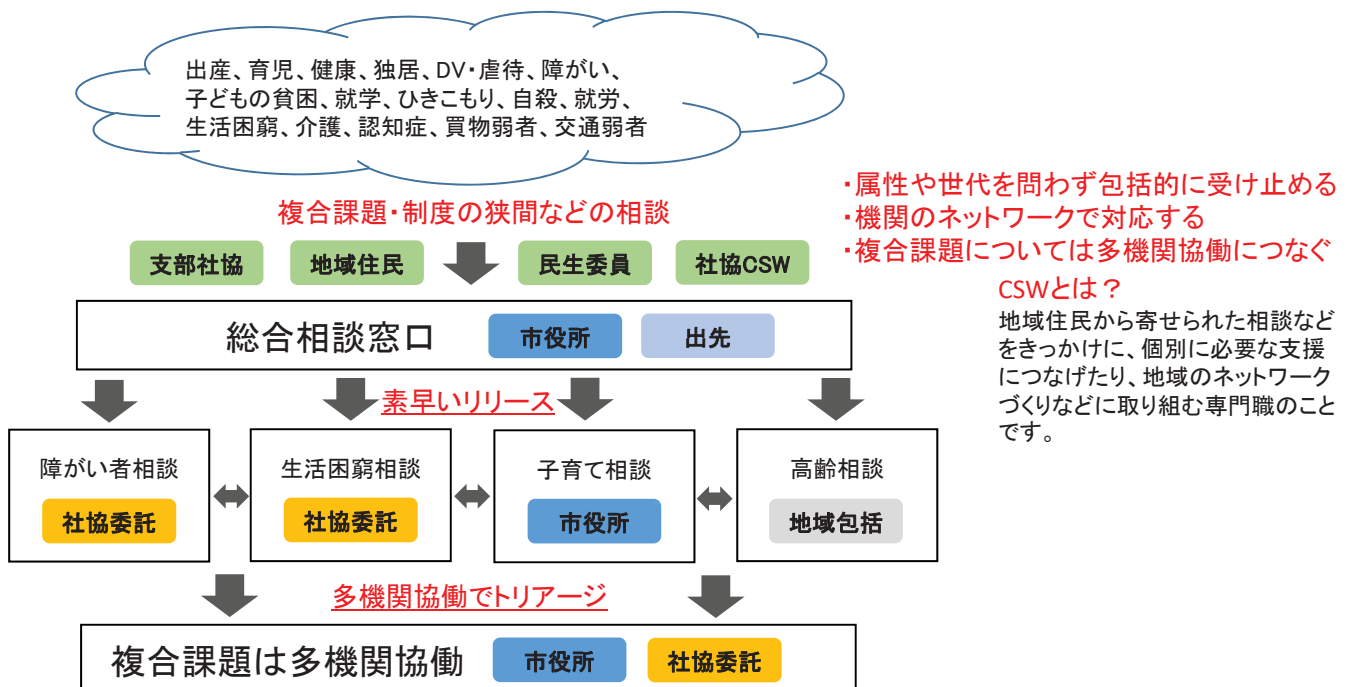 出産、育児、健康、独居、DV・虐待、障がい、
子どもの貧困、就学、ひきこもり、自殺、就労、
生活困窮、介護、認知症、買物弱者、交通弱者
複合課題・制度の狭間などの相談
支部社協 地域住民 民生委員 社協CSW
・属性や世代を問わず包括的に受け止める
・機関のネットワークで対応する
・複合課題については多機関協働につなぐ
CSWとは？
地域住民から寄せられた相談など
をきっかけに、個別に必要な支援
につなげたり、地域のネットワーク
づくりなどに取り組む専門職のこと
です。
総合相談窓口 市役所 出先
素早いリリース
障がい者相談
社協委託
生活困窮相談
社協委託
子育て相談
市役所
高齢相談
地域包括
多機関協働でトリアージ
複合課題は多機関協働 市役所 社協委託